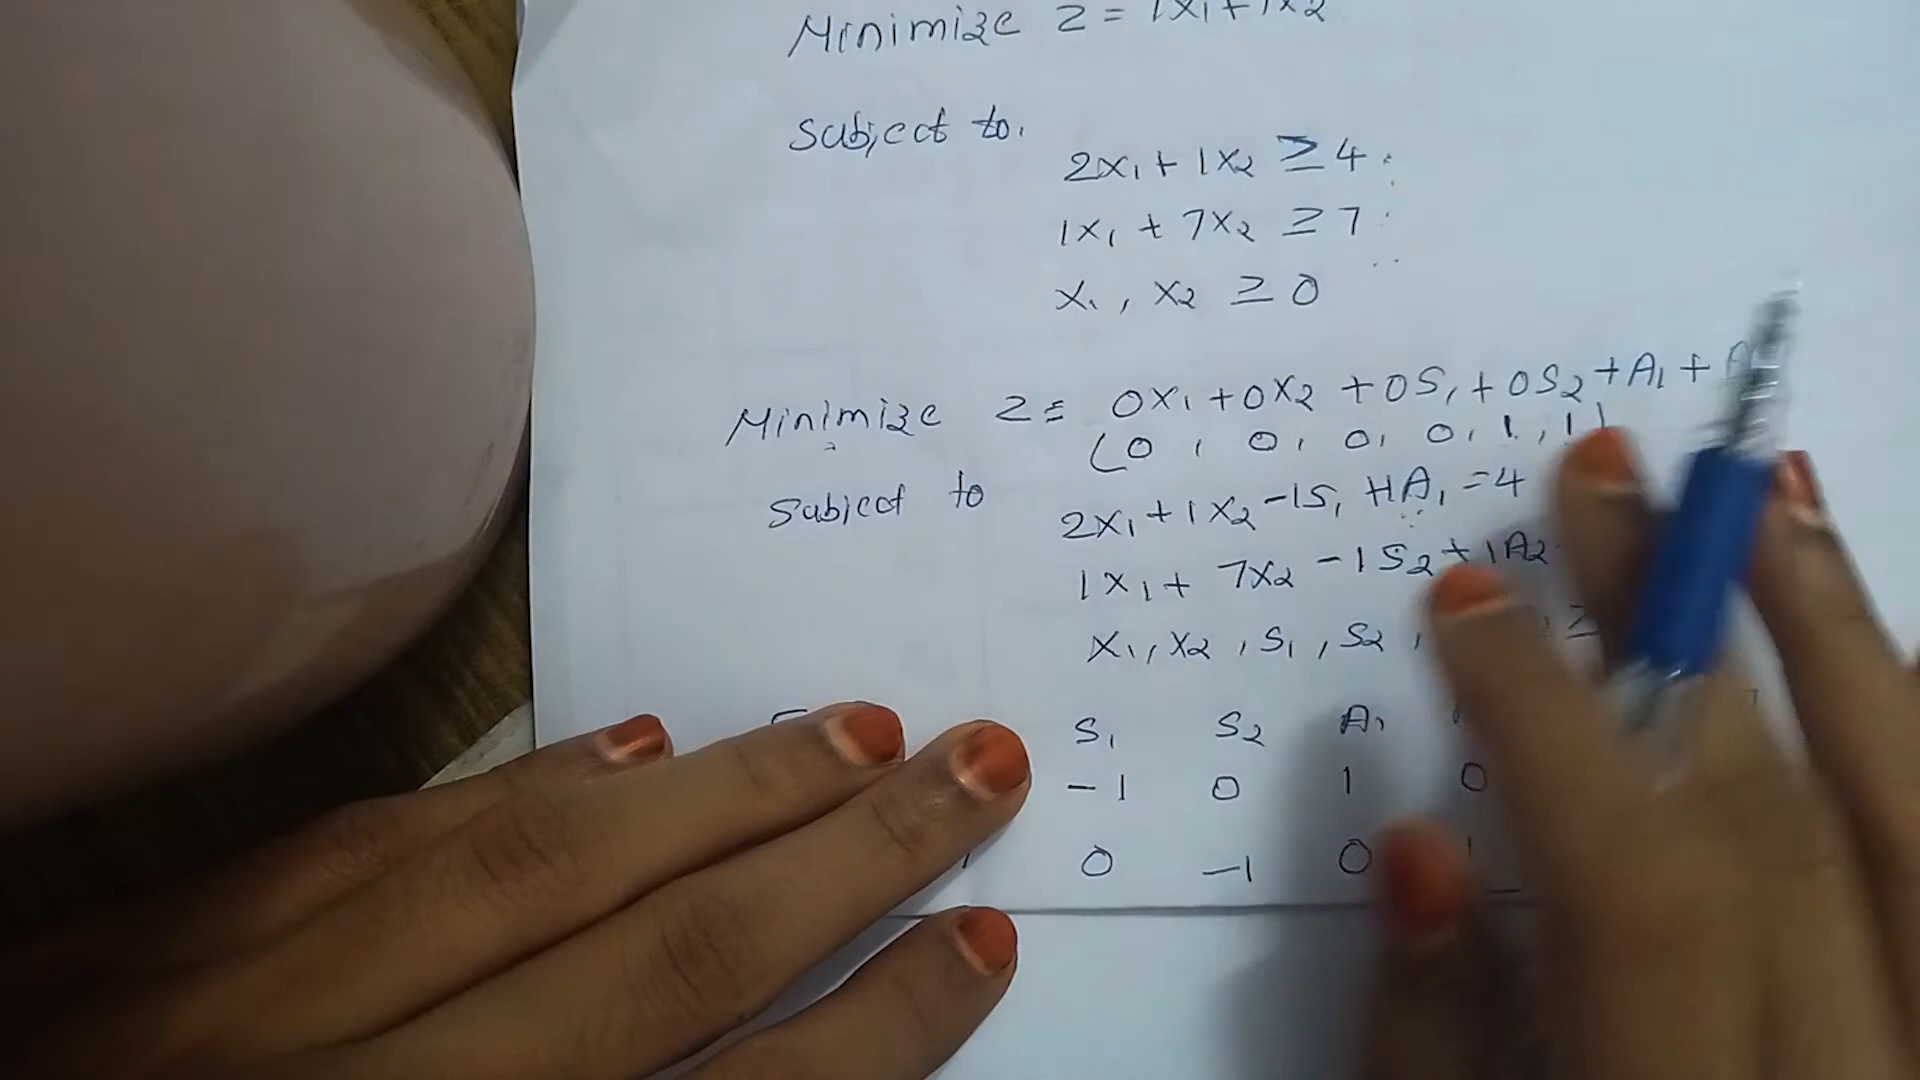 Minimize Z = 1x1 + 1x2
Subject to.
2x1 + 1x2 ≥ 4
1x1 + 7x2 ≥ 7
x1, x2 ≥ 0
Minimize Z = 0x1 + 0x2 + 0S1 + 0S2 + A1 + A
(0, 0, 0, 0, 1, 1)
Subject to
2x1 + 1x2 - 1S1 + 1A1 = 4
1x1 + 7x2 - 1S2 + 1A2
x1, x2, S1, S2, ≥
S1 S2 A1
-1 0 1 0
0 -1 0 1